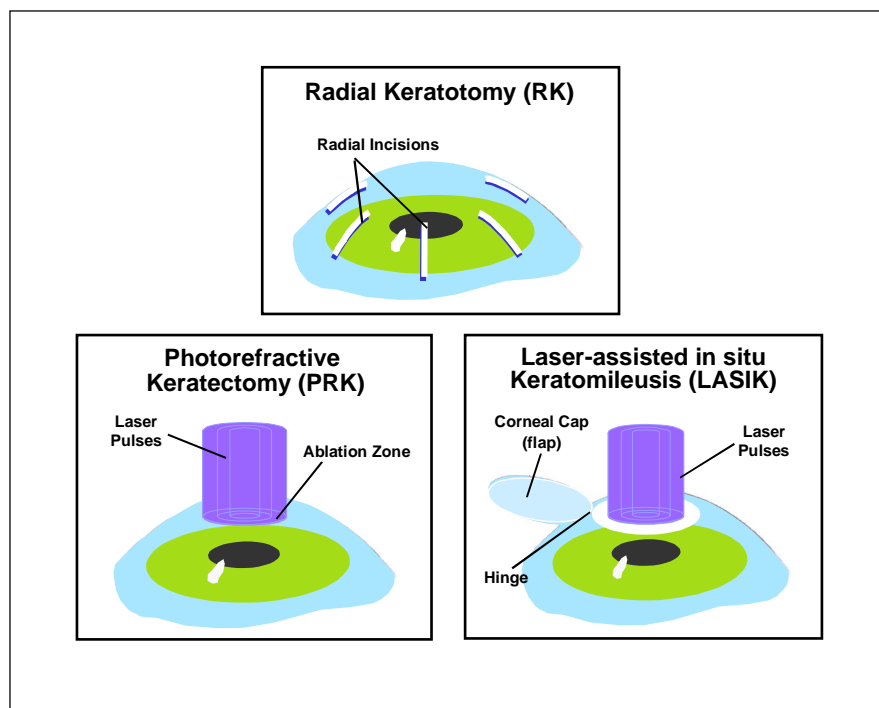 Radial Keratotomy (RK)
Radial Incisions
Photorefractive
Keratectomy (PRK)
Laser
Pulses
Ablation Zone
Laser-assisted in situ
Keratomileusis (LASIK)
Corneal Cap
(flap)
Laser
Pulses
Hinge